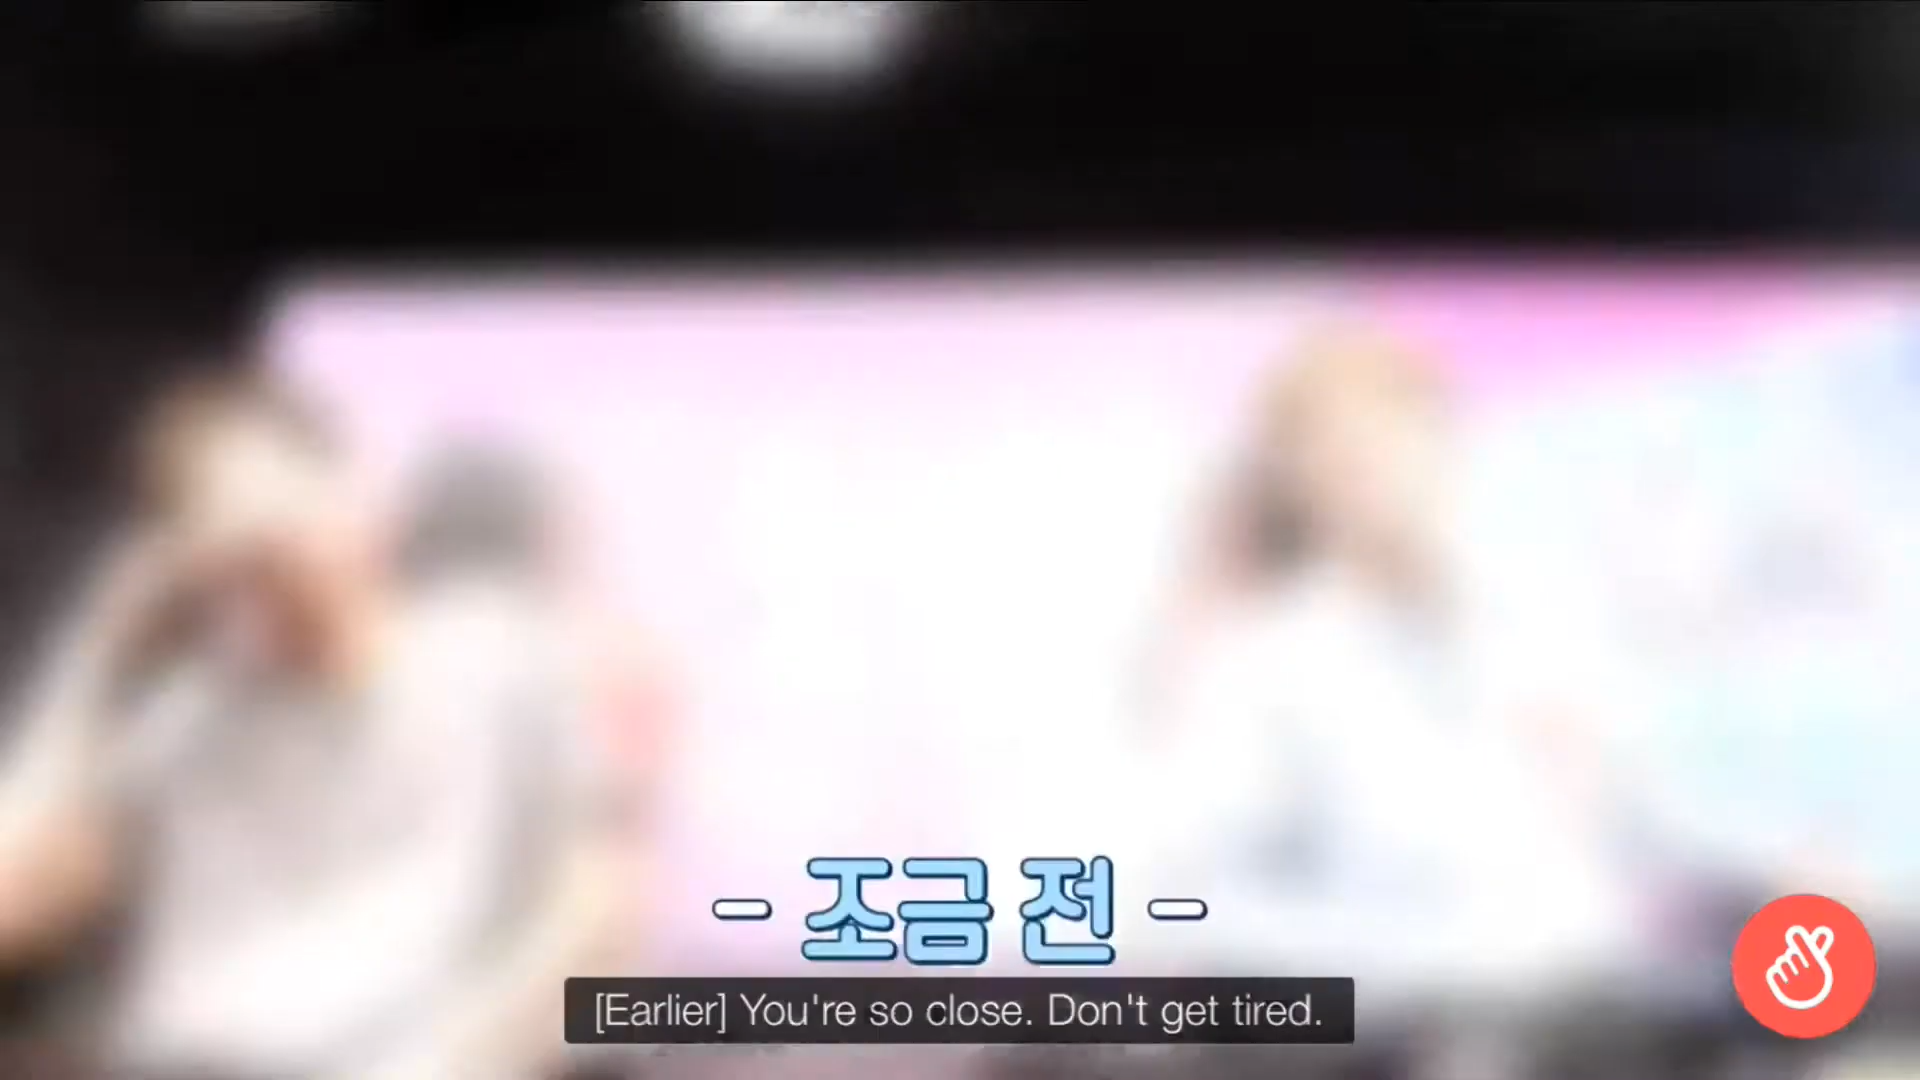 - 조금 전 -
[Earlier] You're so close. Don't get tired.